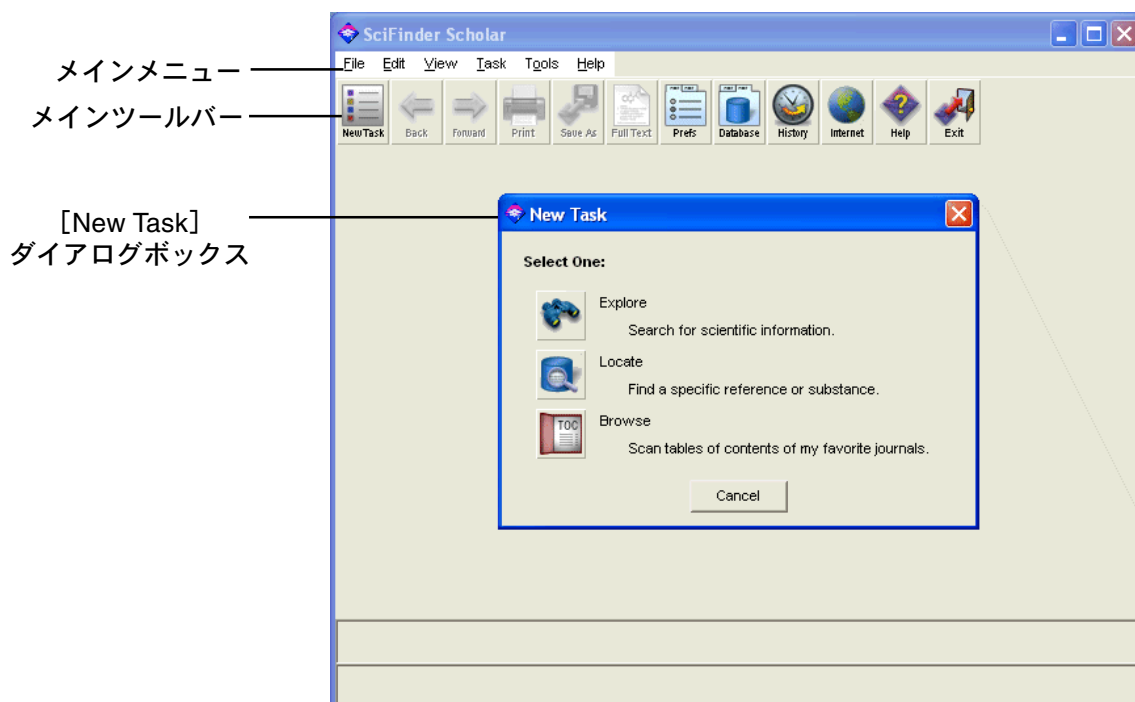 SciFinder Scholar
File Edit View Task Tools Help
メインメニュー
メインツールバー
New Task Back Forward Print Save As Full Text Prefs Database History Internet Help Exit
［New Task］
ダイアログボックス
New Task
Select One:
Explore
Search for scientific information.
Locate
Find a specific reference or substance.
TOC
Browse
Scan tables of contents of my favorite journals.
Cancel